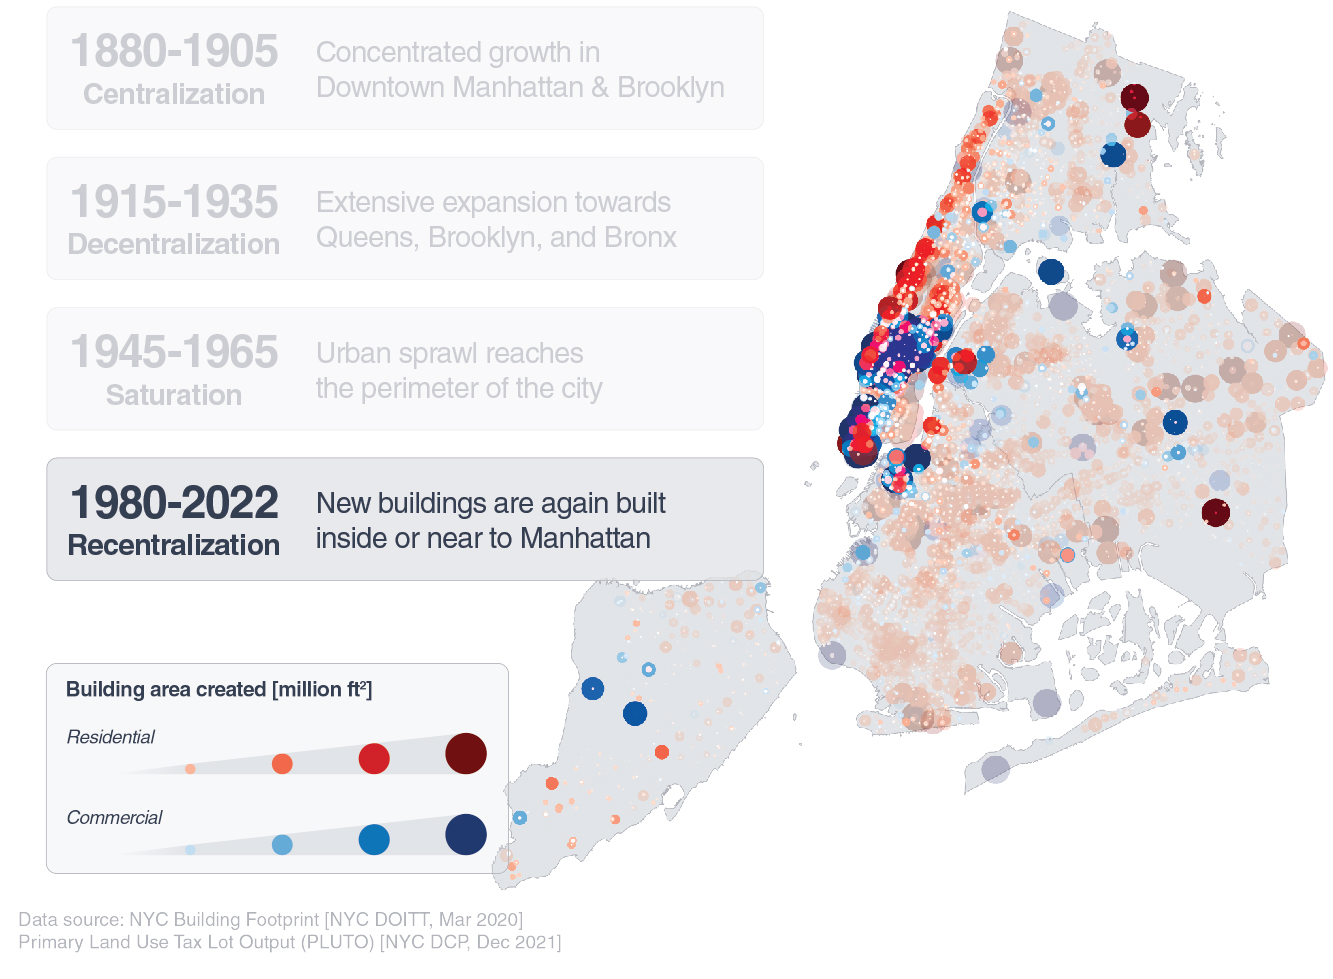 1880-1905
Centralization
Concentrated growth in
Downtown Manhattan & Brooklyn
1915-1935
Decentralization
Extensive expansion towards
Queens, Brooklyn, and Bronx
1945-1965
Saturation
Urban sprawl reaches
the perimeter of the city
1980-2022
Recentralization
New buildings are again built
inside or near to Manhattan
Building area created [million ft²]
Residential
Commercial
Data source: NYC Building Footprint [NYC DOITT, Mar 2020]
Primary Land Use Tax Lot Output (PLUTO) [NYC DCP, Dec 2021]